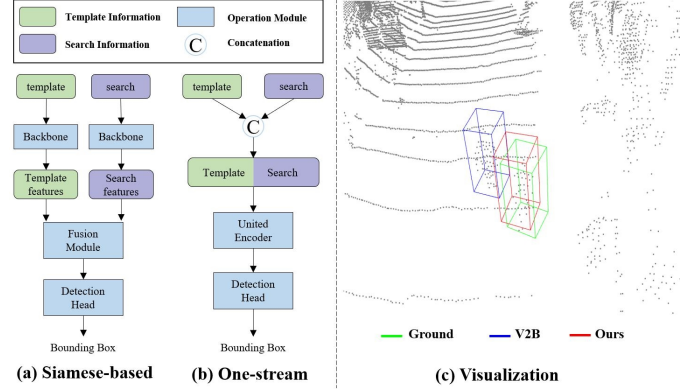 Template Information
Operation Module
Search Information
C
Concatenation
template
search
Backbone
Backbone
Template
features
Search
features
Fusion
Module
Detection
Head
Bounding Box
(a) Siamese-based
template
search
C
Template
Search
United
Encoder
Detection
Head
Bounding Box
(b) One-stream
Ground
V2B
Ours
(c) Visualization